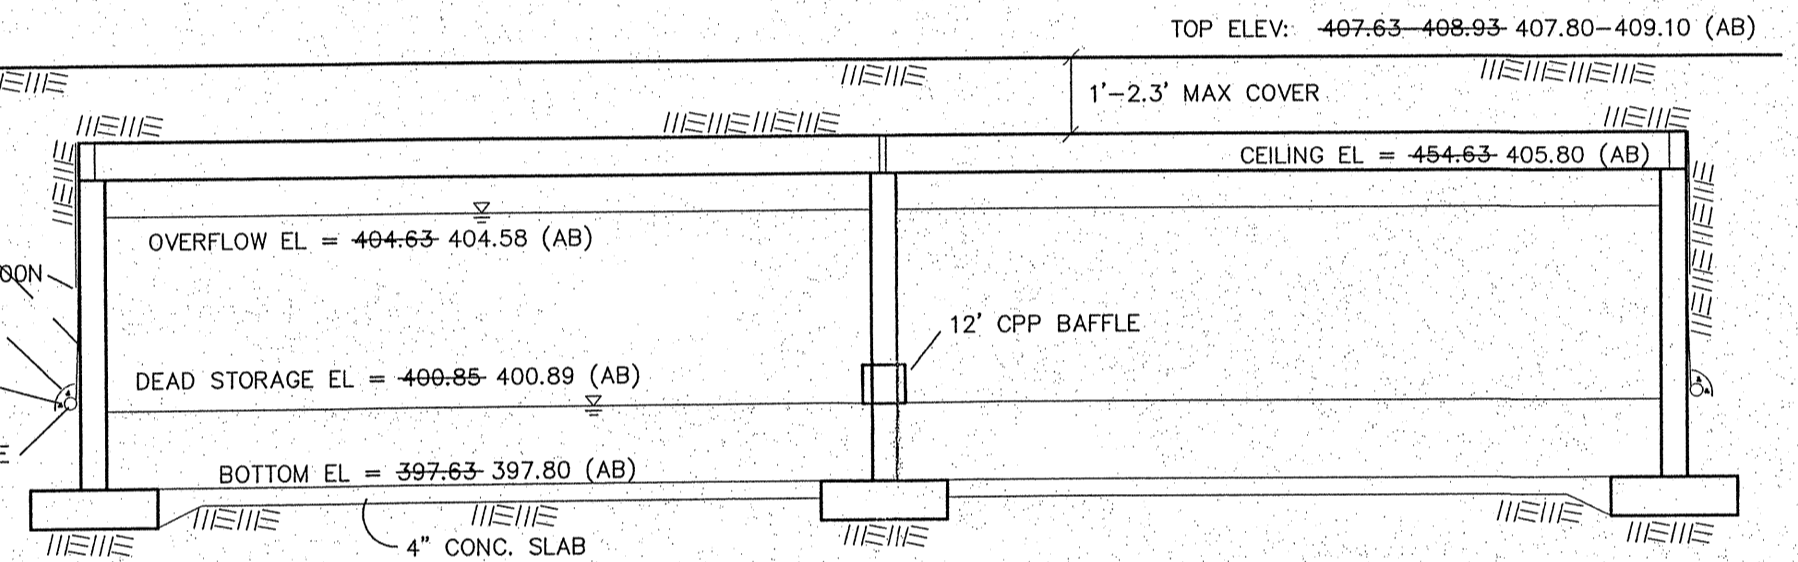 TOP ELEV: 407.63-408.93 407.80-409.10 (AB)
1'-2.3' MAX COVER
CEILING EL = 454.63 405.80 (AB)
OVERFLOW EL = 404.63 404.58 (AB)
OON
12' CPP BAFFLE
DEAD STORAGE EL = 400.85 400.89 (AB)
E
BOTTOM EL = 397.63 397.80 (AB)
4" CONC. SLAB